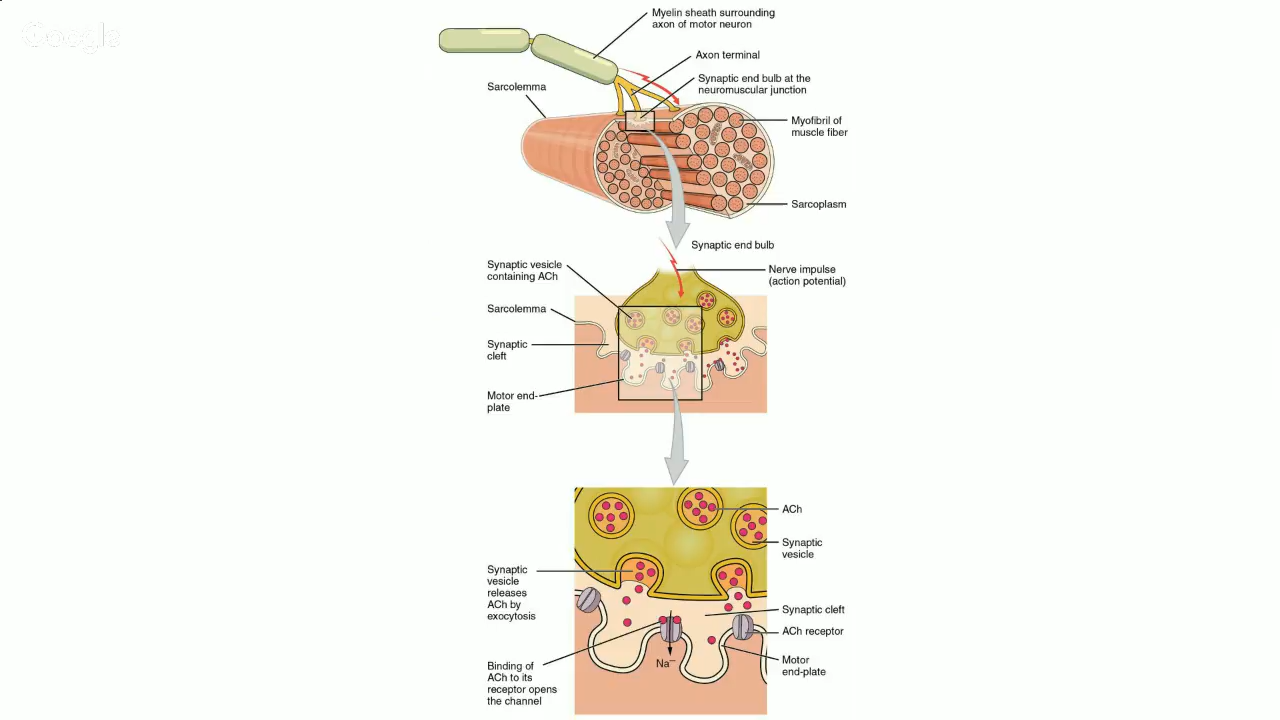 Google
Myelin sheath surrounding
axon of motor neuron
Axon terminal
Synaptic end bulb at the
neuromuscular junction
Sarcolemma
Myofibril of
muscle fiber
Sarcoplasm
Synaptic end bulb
Synaptic vesicle
containing ACh
Nerve impulse
(action potential)
Sarcolemma
Synaptic
cleft
Motor end-
plate
ACh
Synaptic
vesicle
Synaptic
vesicle
releases
ACh by
exocytosis
Synaptic cleft
ACh receptor
Na⁻
Motor
end-plate
Binding of
ACh to its
receptor opens
the channel